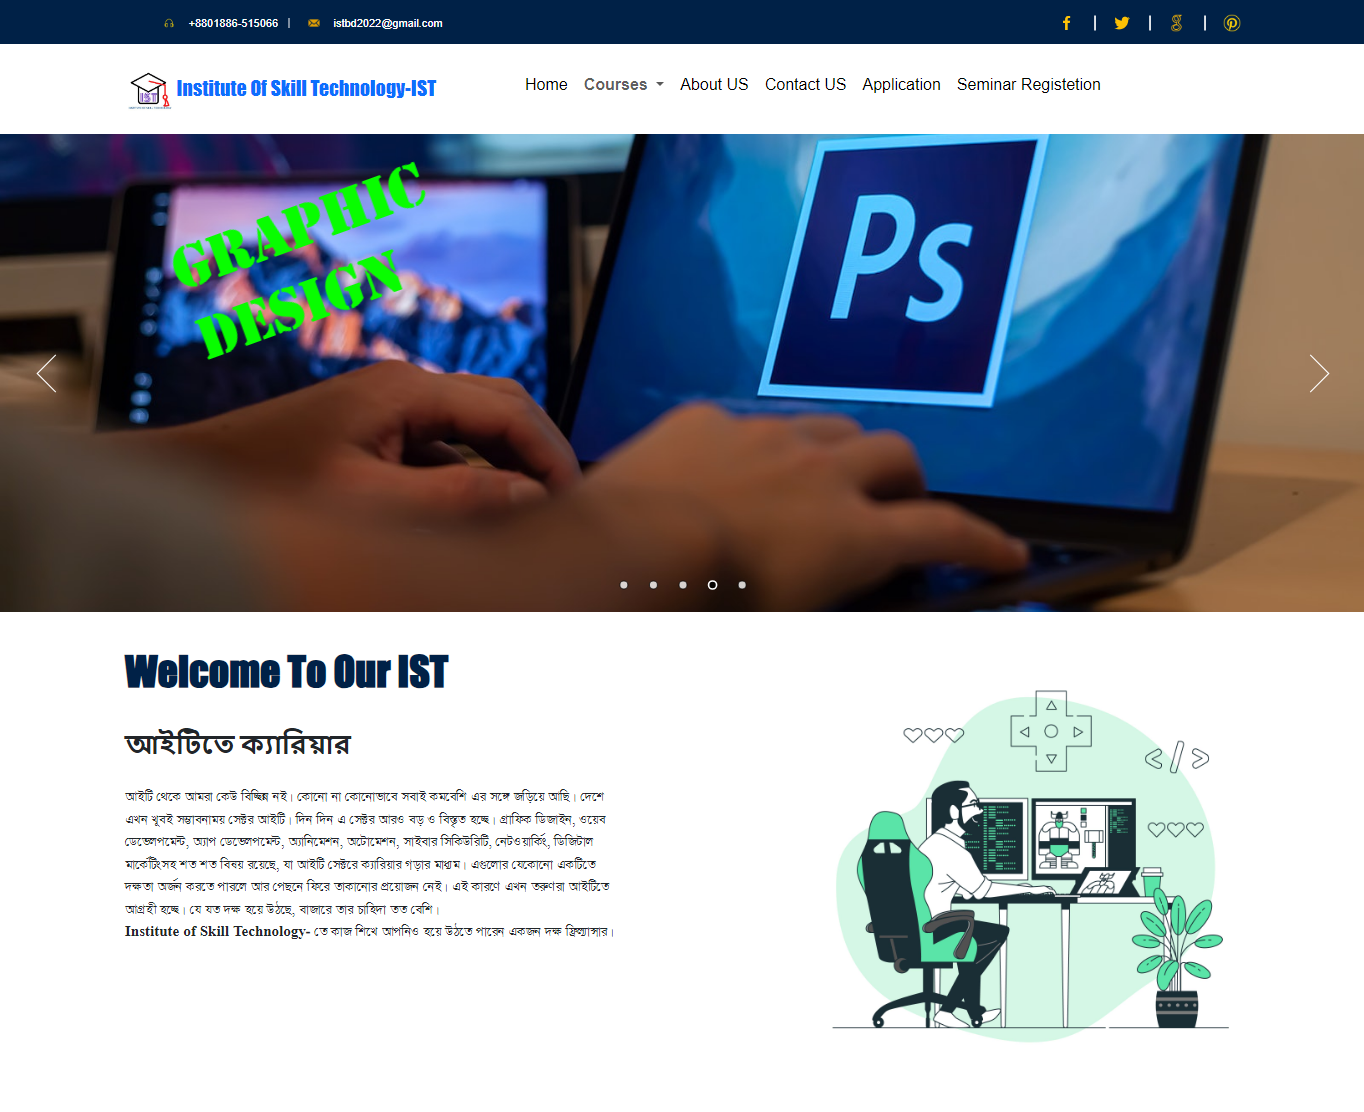 +8801886-515066 | istbd2022@gmail.com
IST Institute Of Skill Technology-IST
Home Courses About US Contact US Application Seminar Registetion
GRAPHIC
DESIGN
Ps
Welcome To Our IST
আইটিতে ক্যারিয়ার
আইটি থেকে আমরা কেউ বিচ্ছিন্ন নই। কোনো না কোনোভাবে সবাই কমবেশি এর সঙ্গে জড়িয়ে আছি। দেশে
এখন খুবই সম্ভাবনাময় সেক্টর আইটি। দিন দিন এ সেক্টর আরও বড় ও বিস্তৃত হচ্ছে। গ্রাফিক ডিজাইন, ওয়েব
ডেভেলপমেন্ট, অ্যাপ ডেভেলপমেন্ট, অ্যানিমেশন, অটোমেশন, সাইবার সিকিউরিটি, নেটওয়ার্কিং, ডিজিটাল
মার্কেটিংসহ শত শত বিষয় রয়েছে, যা আইটি সেক্টরে ক্যারিয়ার গড়ার মাধ্যম। এগুলোর যেকোনো একটিতে
দক্ষতা অর্জন করতে পারলে আর পেছনে ফিরে তাকানোর প্রয়োজন নেই। এই কারণে এখন তরুণরা আইটিতে
আগ্রহী হচ্ছে। যে যত দক্ষ হয়ে উঠছে, বাজারে তার চাহিদা তত বেশি।
Institute of Skill Technology- তে কাজ শিখে আপনিও হয়ে উঠতে পারেন একজন দক্ষ ফ্রিল্যান্সার।